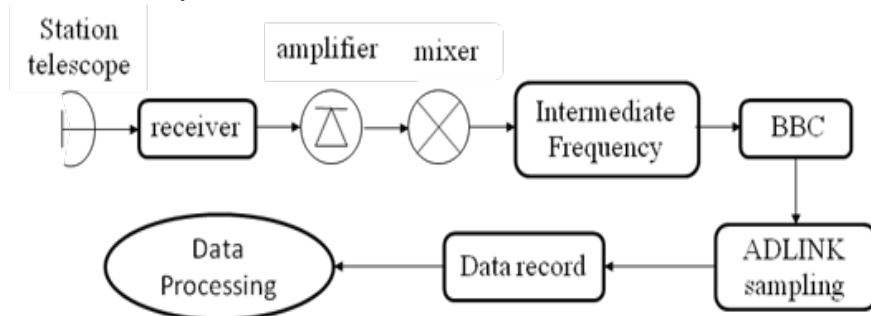 Station
telescope
amplifier
mixer
receiver
Intermediate
Frequency
BBC
ADLINK
sampling
Data record
Data
Processing